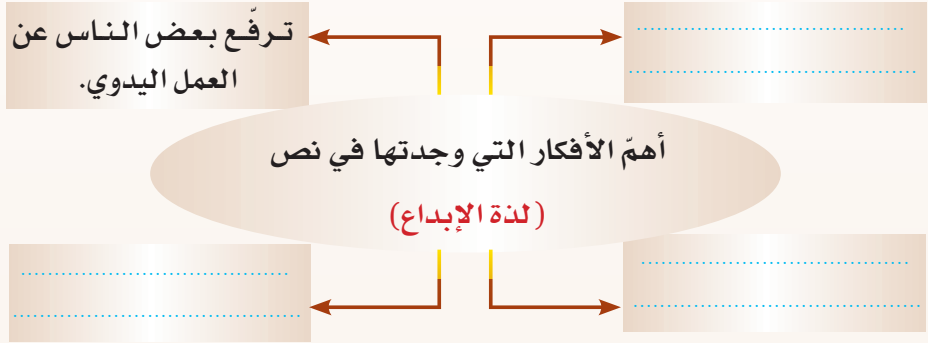 ترفّع بعض الناس عن
العمل اليدوي.
أهمّ الأفكار التي وجدتها في نص
(لذة الإبداع)